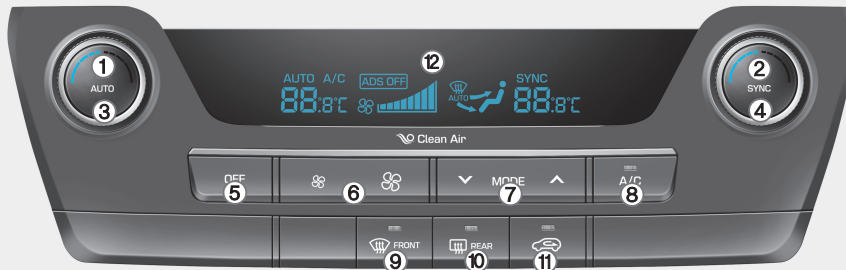 ① AUTO ③
② SYNC ④
⑫
AUTO A/C ADS OFF SYNC
88:8°C AUTO 88:8°C
Clean Air
OFF ⑤
⑥
MODE ⑦
A/C ⑧
FRONT ⑨
REAR ⑩
⑪